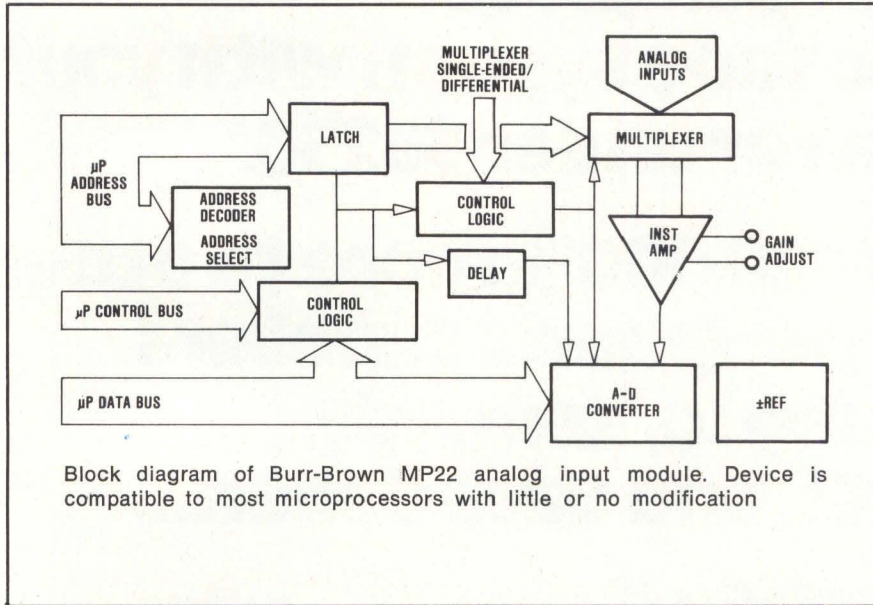 MULTIPLEXER
SINGLE-ENDED/
DIFFERENTIAL
ANALOG
INPUTS
LATCH
MULTIPLEXER
μP
ADDRESS
BUS
ADDRESS
DECODER
ADDRESS
SELECT
CONTROL
LOGIC
INST
AMP
GAIN
ADJUST
DELAY
μP CONTROL BUS
CONTROL
LOGIC
μP DATA BUS
A-D
CONVERTER
±REF
Block diagram of Burr-Brown MP22 analog input module. Device is
compatible to most microprocessors with little or no modification